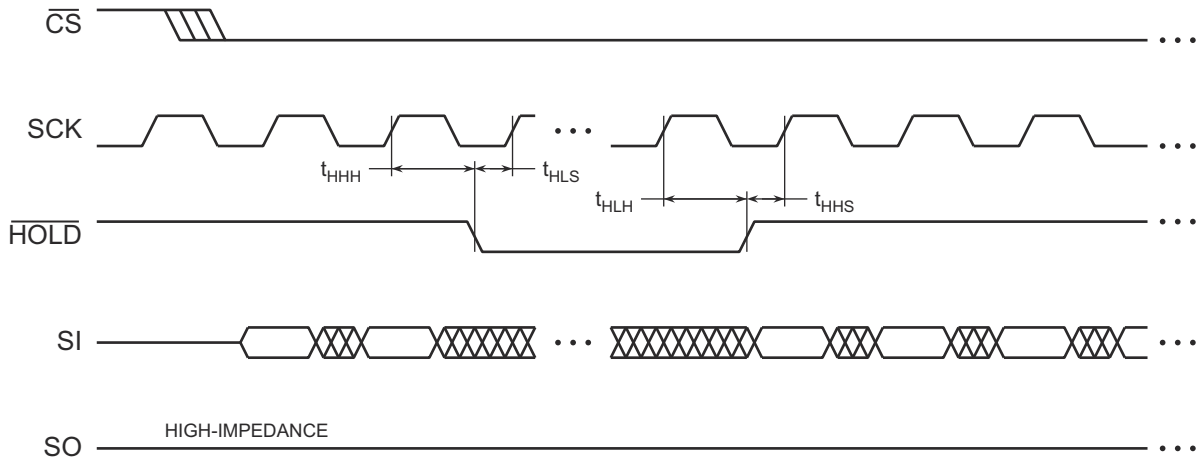 CS
SCK
tHHH
tHLS
tHLH
tHHS
HOLD
SI
HIGH-IMPEDANCE
SO